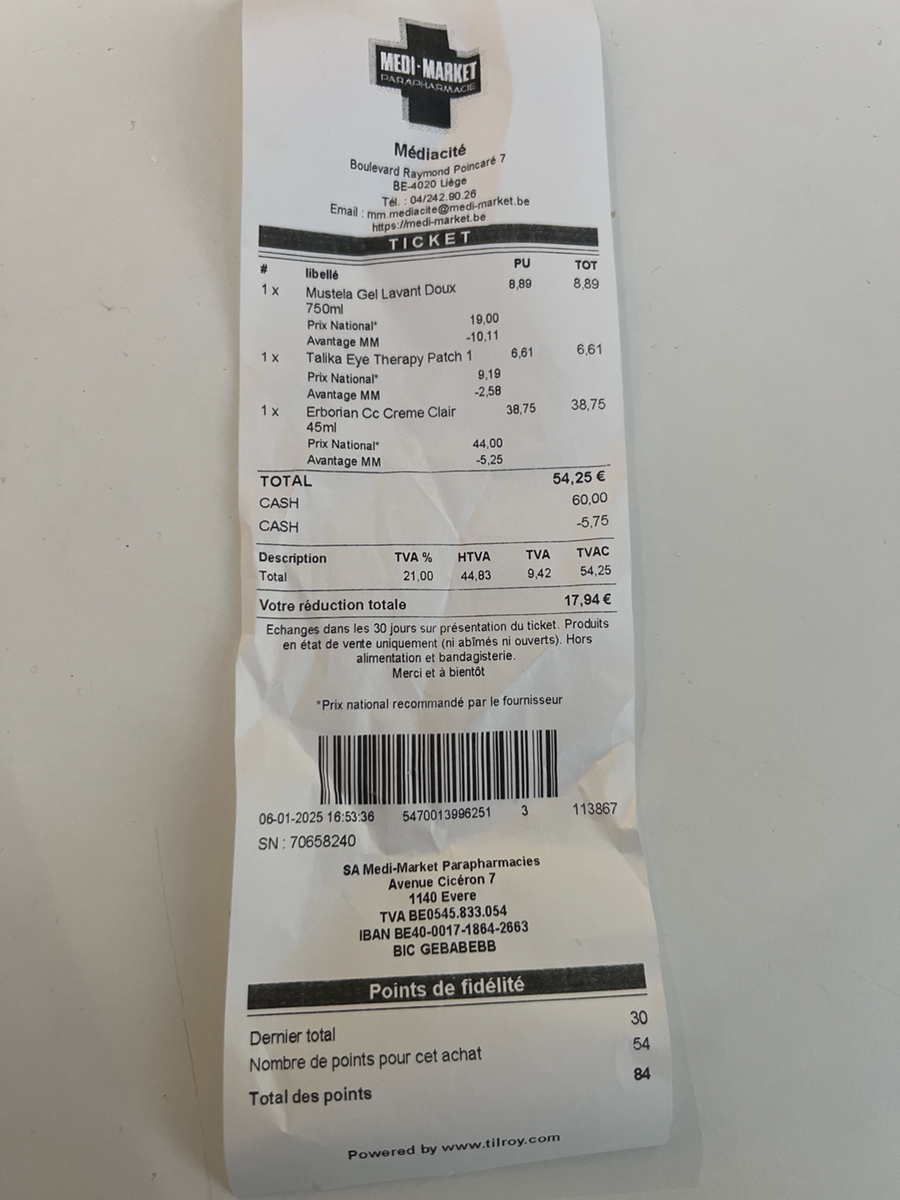 MEDI-MARKET
PARAPHARMACIE
Médiacité
Boulevard Raymond Poincaré 7
BE-4020 Liège
Tél. : 04/242.90.26
Email : mm.mediacite@medi-market.be
https://medi-market.be
TICKET
# libellé PU TOT
1 x Mustela Gel Lavant Doux 8,89 8,89
750ml
Prix National* 19,00
Avantage MM -10,11
1 x Talika Eye Therapy Patch 1 6,61 6,61
Prix National* 9,19
Avantage MM -2,58
1 x Erborian Cc Creme Clair 38,75 38,75
45ml
Prix National* 44,00
Avantage MM -5,25
TOTAL 54,25 €
CASH 60,00
CASH -5,75
Description TVA % HTVA TVA TVAC
Total 21,00 44,83 9,42 54,25
Votre réduction totale 17,94 €
Echanges dans les 30 jours sur présentation du ticket. Produits
en état de vente uniquement (ni abîmés ni ouverts). Hors
alimentation et bandagisterie.
Merci et à bientôt
*Prix national recommandé par le fournisseur
06-01-2025 16:53:36 5470013996251 3 113867
SN : 70658240
SA Medi-Market Parapharmacies
Avenue Cicéron 7
1140 Evere
TVA BE0545.833.054
IBAN BE40-0017-1864-2663
BIC GEBABEBB
Points de fidélité
Dernier total 30
Nombre de points pour cet achat 54
Total des points 84
Powered by www.tilroy.com